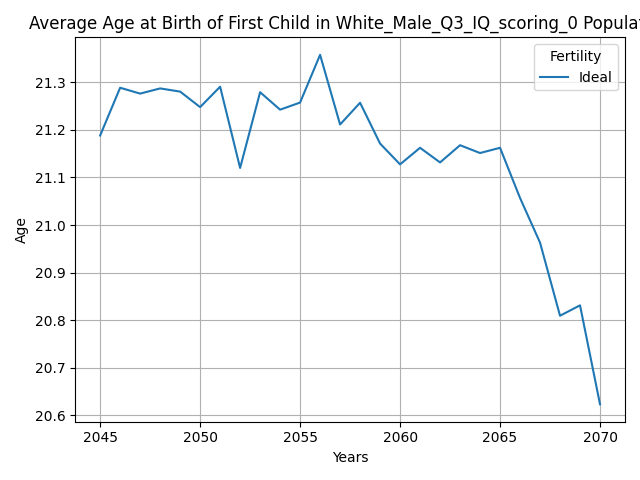 Average Age at Birth of First Child in White_Male_Q3_IQ_scoring_0 Populat
Fertility
Ideal
21.3
21.2
21.1
21.0
20.9
20.8
20.7
20.6
Age
2045 2050 2055 2060 2065 2070
Years